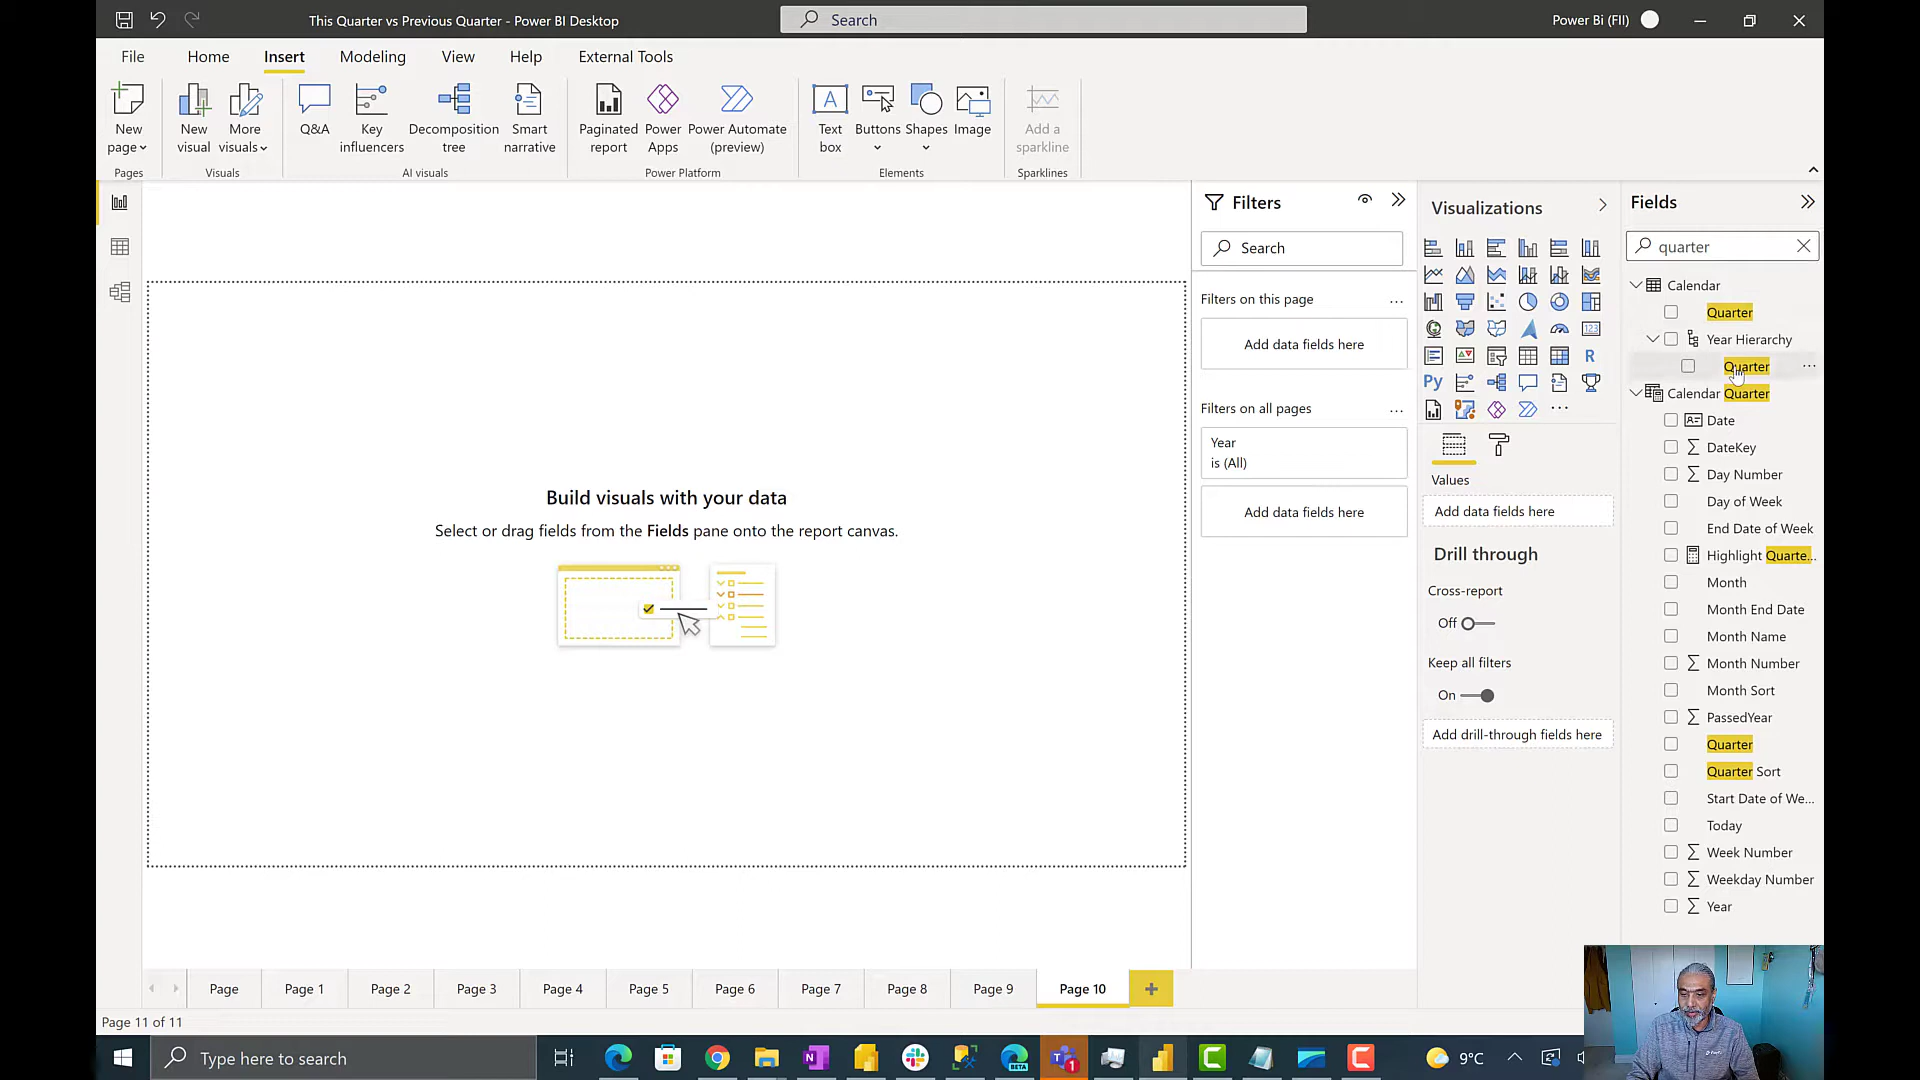 This Quarter vs Previous Quarter - Power BI Desktop
Search
Power Bi (FII)
File
Home
Insert
Modeling
View
Help
External Tools
New page
New visual
More visuals
Q&A
Key influencers
Decomposition tree
Smart narrative
Paginated report
Power Apps
Power Automate (preview)
Text box
Buttons
Shapes
Image
Add a sparkline
Pages
Visuals
AI visuals
Power Platform
Elements
Sparklines
Build visuals with your data
Select or drag fields from the Fields pane onto the report canvas.
Filters
Search
Filters on this page
...
Add data fields here
Filters on all pages
...
Year
is (All)
Add data fields here
Visualizations
123
R
Py
...
Values
Add data fields here
Drill through
Cross-report
Off
Keep all filters
On
Add drill-through fields here
Fields
quarter
Calendar
Quarter
Year Hierarchy
Quarter
...
Calendar Quarter
Date
DateKey
Day Number
Day of Week
End Date of Week
Highlight Quarte...
Month
Month End Date
Month Name
Month Number
Month Sort
PassedYear
Quarter
Quarter Sort
Start Date of We...
Today
Week Number
Weekday Number
Year
Page
Page 1
Page 2
Page 3
Page 4
Page 5
Page 6
Page 7
Page 8
Page 9
Page 10
Page 11 of 11
Type here to search
9°C